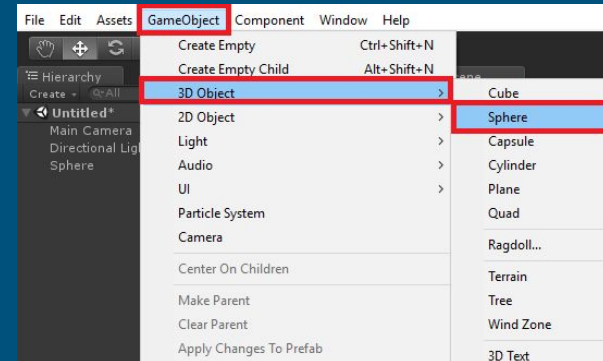 File Edit Assets GameObject Component Window Help
Create Empty Ctrl+Shift+N
Create Empty Child Alt+Shift+N
3D Object >
2D Object >
Light >
Audio >
UI >
Particle System
Camera
Center On Children
Make Parent
Clear Parent
Apply Changes To Prefab
Hierarchy
Create All
Untitled*
Main Camera
Directional Lig
Sphere
Cube
Sphere
Capsule
Cylinder
Plane
Quad
Ragdoll...
Terrain
Tree
Wind Zone
3D Text